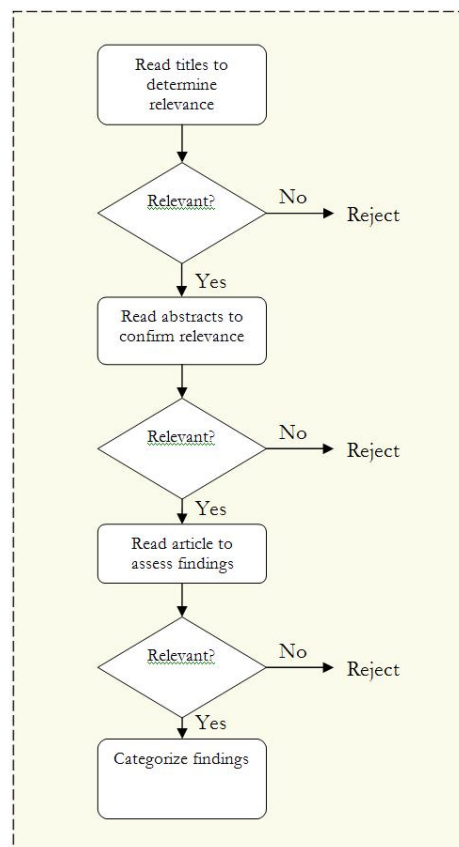 Read titles to
determine
relevance
Relevant?
No
Reject
Yes
Read abstracts to
confirm relevance
Relevant?
No
Reject
Yes
Read article to
assess findings
Relevant?
No
Reject
Yes
Categorize findings